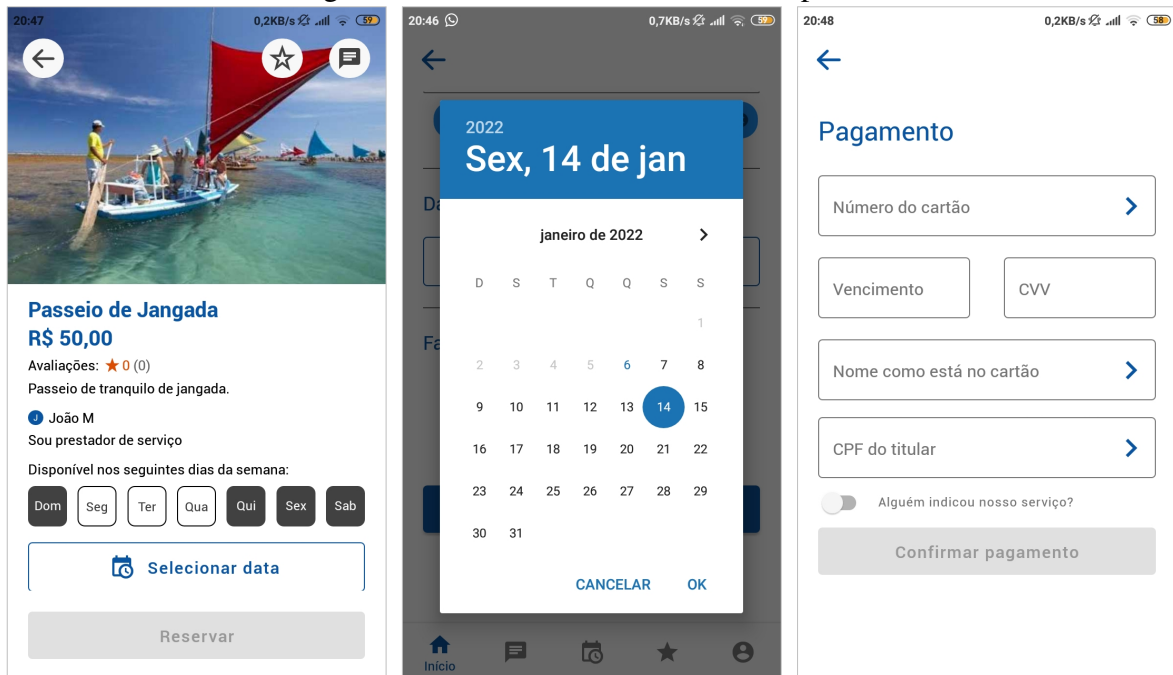 20:47 0,2KB/s 59
Passeio de Jangada
R$ 50,00
Avaliações: 0 (0)
Passeio de tranquilo de jangada.
J João M
Sou prestador de serviço
Disponível nos seguintes dias da semana:
Dom Seg Ter Qua Qui Sex Sab
Selecionar data
Reservar
20:46 0,7KB/s 59
Da
Fa
2022
Sex, 14 de jan
janeiro de 2022
D S T Q Q S S
1
2 3 4 5 6 7 8
9 10 11 12 13 14 15
16 17 18 19 20 21 22
23 24 25 26 27 28 29
30 31
CANCELAR OK
Início
20:48 0,2KB/s 58
Pagamento
Número do cartão
Vencimento CVV
Nome como está no cartão
CPF do titular
Alguém indicou nosso serviço?
Confirmar pagamento